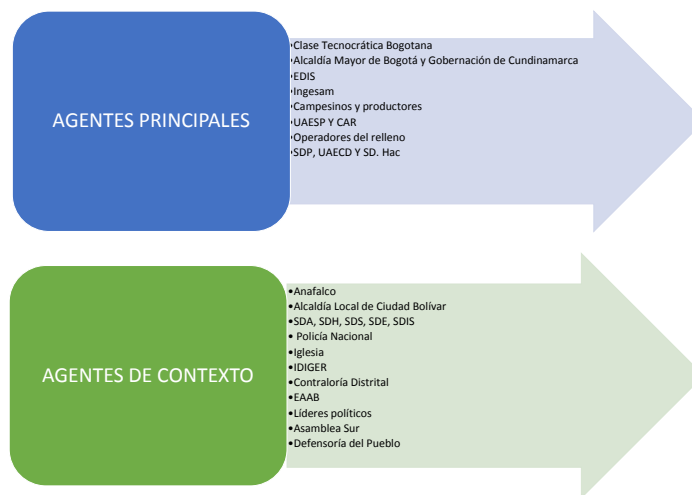 AGENTES PRINCIPALES
•Clase Tecnocrática Bogotana
•Alcaldía Mayor de Bogotá y Gobernación de Cundinamarca
•EDIS
•Ingesam
•Campesinos y productores
•UAESP Y CAR
•Operadores del relleno
•SDP, UAECD Y SD. Hac
AGENTES DE CONTEXTO
•Anafalco
•Alcaldía Local de Ciudad Bolívar
•SDA, SDH, SDS, SDE, SDIS
• Policía Nacional
•Iglesia
•IDIGER
•Contraloría Distrital
•EAAB
•Líderes políticos
•Asamblea Sur
•Defensoría del Pueblo